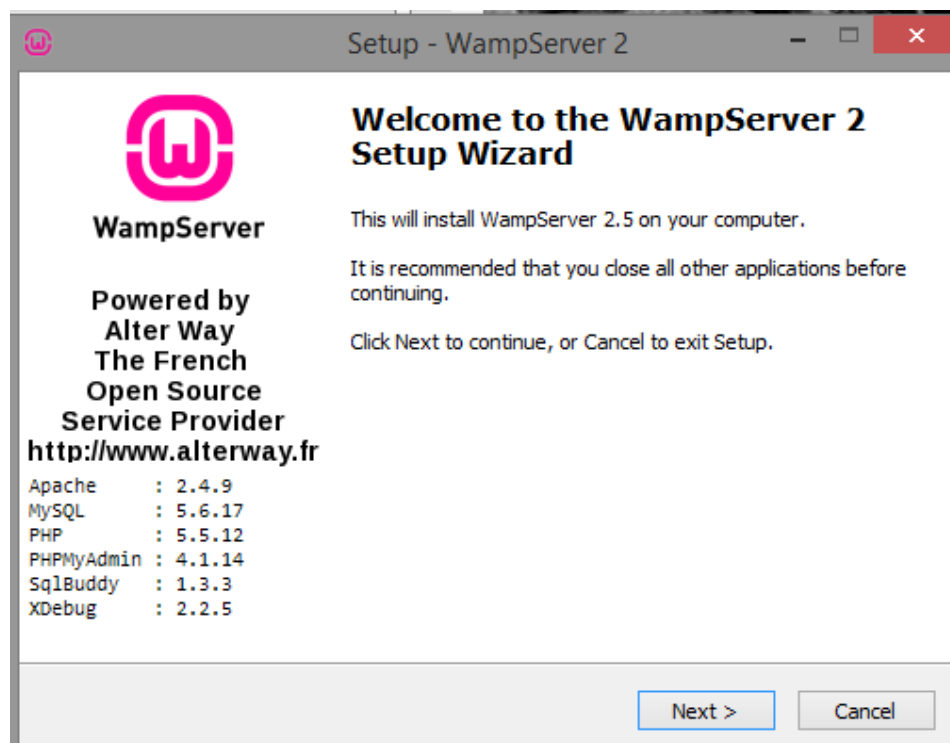 Setup - WampServer 2
WampServer
Powered by
Alter Way
The French
Open Source
Service Provider
http://www.alterway.fr
Apache : 2.4.9
MySQL : 5.6.17
PHP : 5.5.12
PHPMyAdmin : 4.1.14
SqlBuddy : 1.3.3
XDebug : 2.2.5
Welcome to the WampServer 2
Setup Wizard
This will install WampServer 2.5 on your computer.
It is recommended that you close all other applications before
continuing.
Click Next to continue, or Cancel to exit Setup.
Next >
Cancel